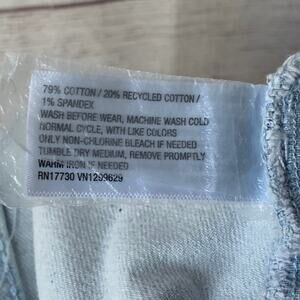 79% COTTON / 20% RECYCLED COTTON /
1% SPANDEX
WASH BEFORE WEAR, MACHINE WASH COLD
NORMAL CYCLE, WITH LIKE COLORS
ONLY NON-CHLORINE BLEACH IF NEEDED
TUMBLE DRY MEDIUM, REMOVE PROMPTLY
WARM IRON IF NEEDED
RN17730 VN1299629